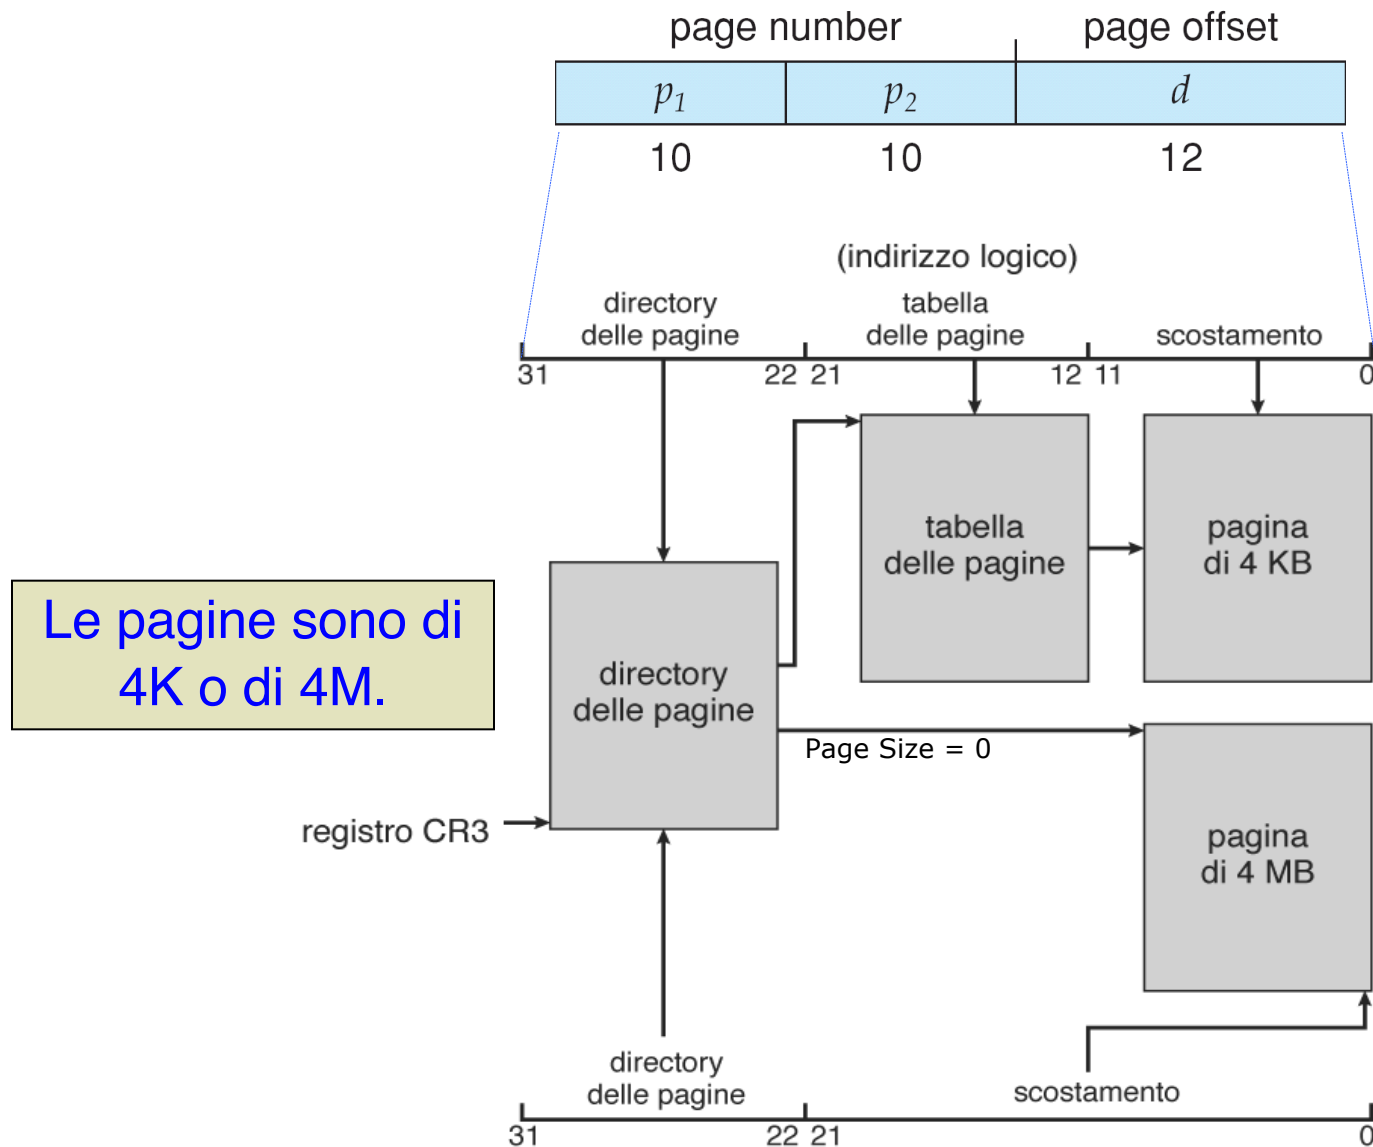 page number page offset
p1 p2 d
10 10 12
(indirizzo logico)
directory
delle pagine
tabella
delle pagine
scostamento
31 22 21 12 11 0
tabella
delle pagine
pagina
di 4 KB
Le pagine sono di
4K o di 4M.
directory
delle pagine
Page Size = 0
registro CR3
pagina
di 4 MB
directory
delle pagine
scostamento
31 22 21 0